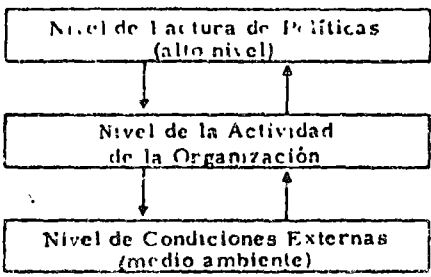 Nivel de Factura de Políticas
(alto nivel)
Nivel de la Actividad
de la Organización
Nivel de Condiciones Externas
(medio ambiente)